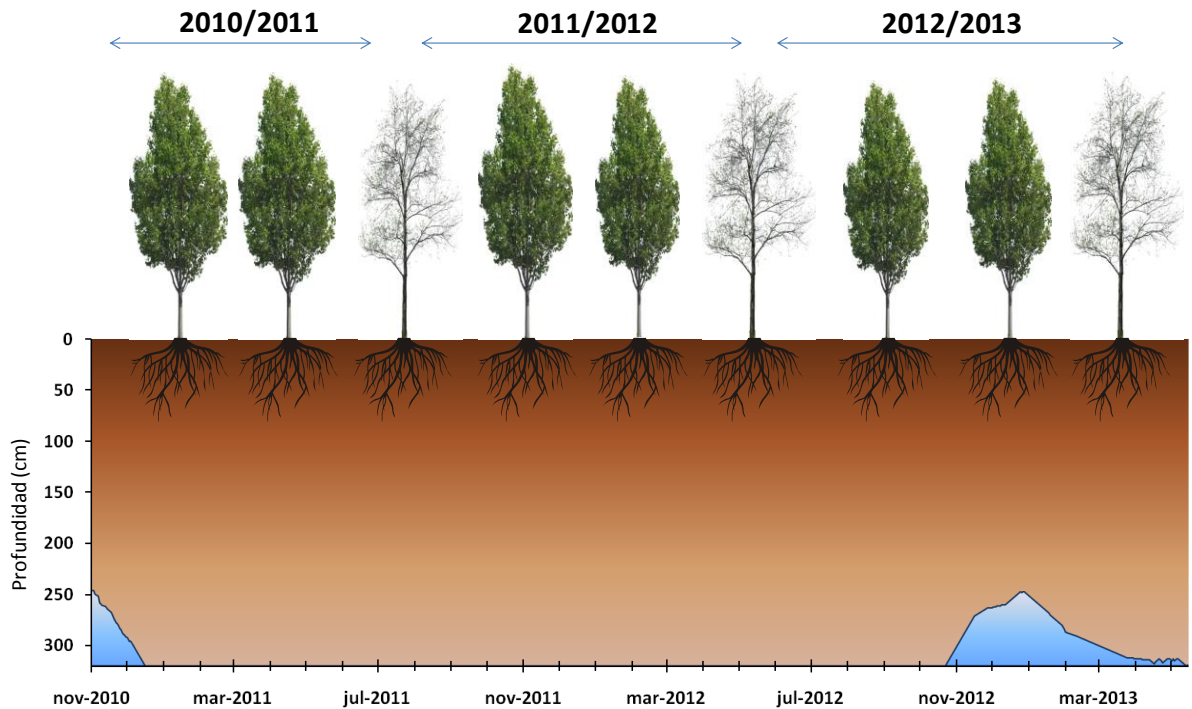 2010/2011 2011/2012 2012/2013
Profundidad (cm)
0
50
100
150
200
250
300
nov-2010 mar-2011 jul-2011 nov-2011 mar-2012 jul-2012 nov-2012 mar-2013